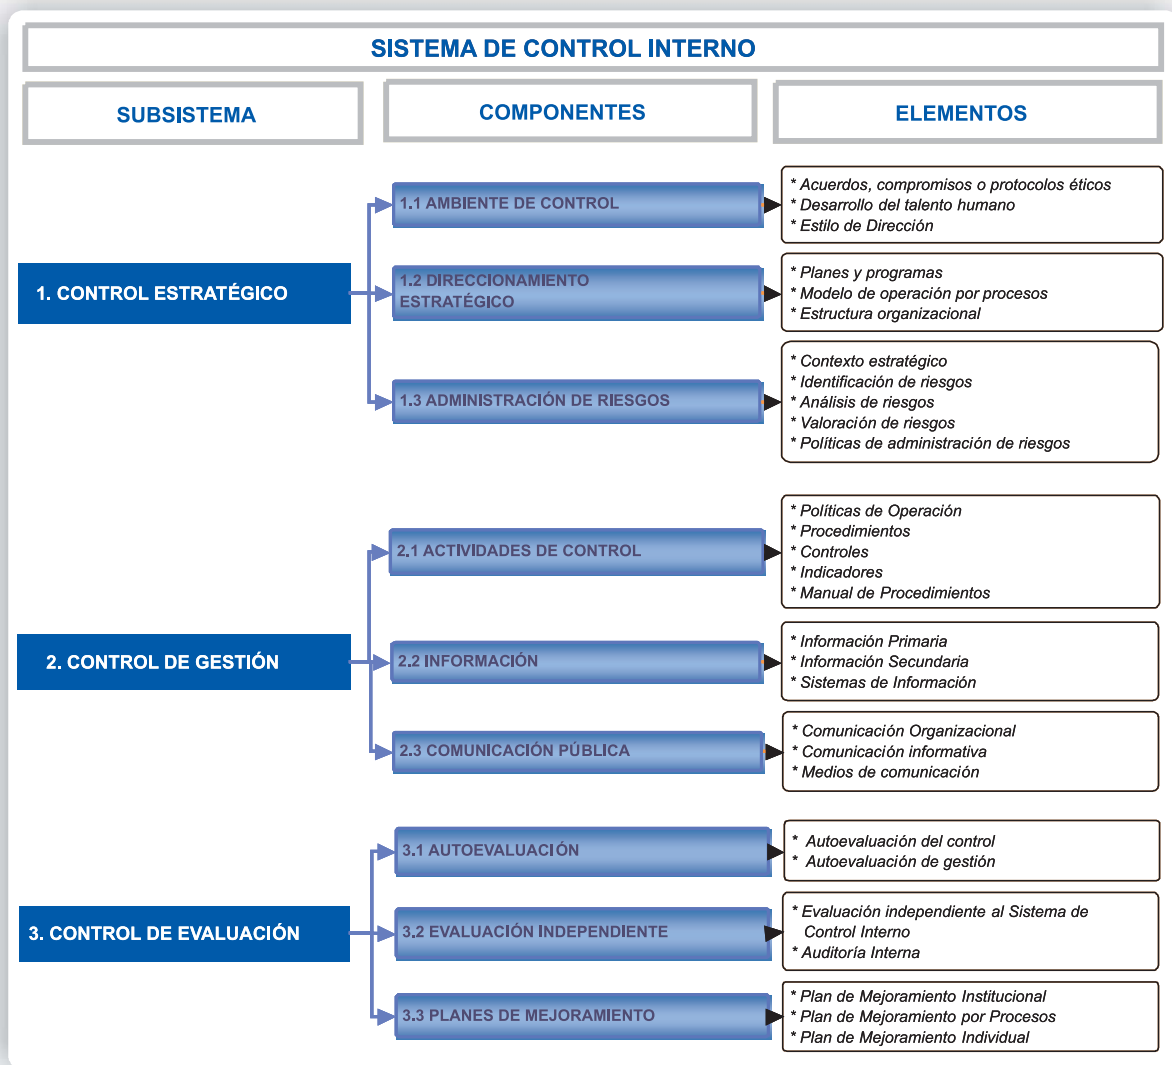 SISTEMA DE CONTROL INTERNO
SUBSISTEMA
COMPONENTES
ELEMENTOS
1. CONTROL ESTRATÉGICO
1.1 AMBIENTE DE CONTROL
* Acuerdos, compromisos o protocolos éticos
* Desarrollo del talento humano
* Estilo de Dirección
1.2 DIRECCIONAMIENTO
ESTRATÉGICO
* Planes y programas
* Modelo de operación por procesos
* Estructura organizacional
1.3 ADMINISTRACIÓN DE RIESGOS
* Contexto estratégico
* Identificación de riesgos
* Análisis de riesgos
* Valoración de riesgos
* Políticas de administración de riesgos
2. CONTROL DE GESTIÓN
2.1 ACTIVIDADES DE CONTROL
* Políticas de Operación
* Procedimientos
* Controles
* Indicadores
* Manual de Procedimientos
2.2 INFORMACIÓN
* Información Primaria
* Información Secundaria
* Sistemas de Información
2.3 COMUNICACIÓN PÚBLICA
* Comunicación Organizacional
* Comunicación informativa
* Medios de comunicación
3. CONTROL DE EVALUACIÓN
3.1 AUTOEVALUACIÓN
* Autoevaluación del control
* Autoevaluación de gestión
3.2 EVALUACIÓN INDEPENDIENTE
* Evaluación independiente al Sistema de
Control Interno
* Auditoría Interna
3.3 PLANES DE MEJORAMIENTO
* Plan de Mejoramiento Institucional
* Plan de Mejoramiento por Procesos
* Plan de Mejoramiento Individual